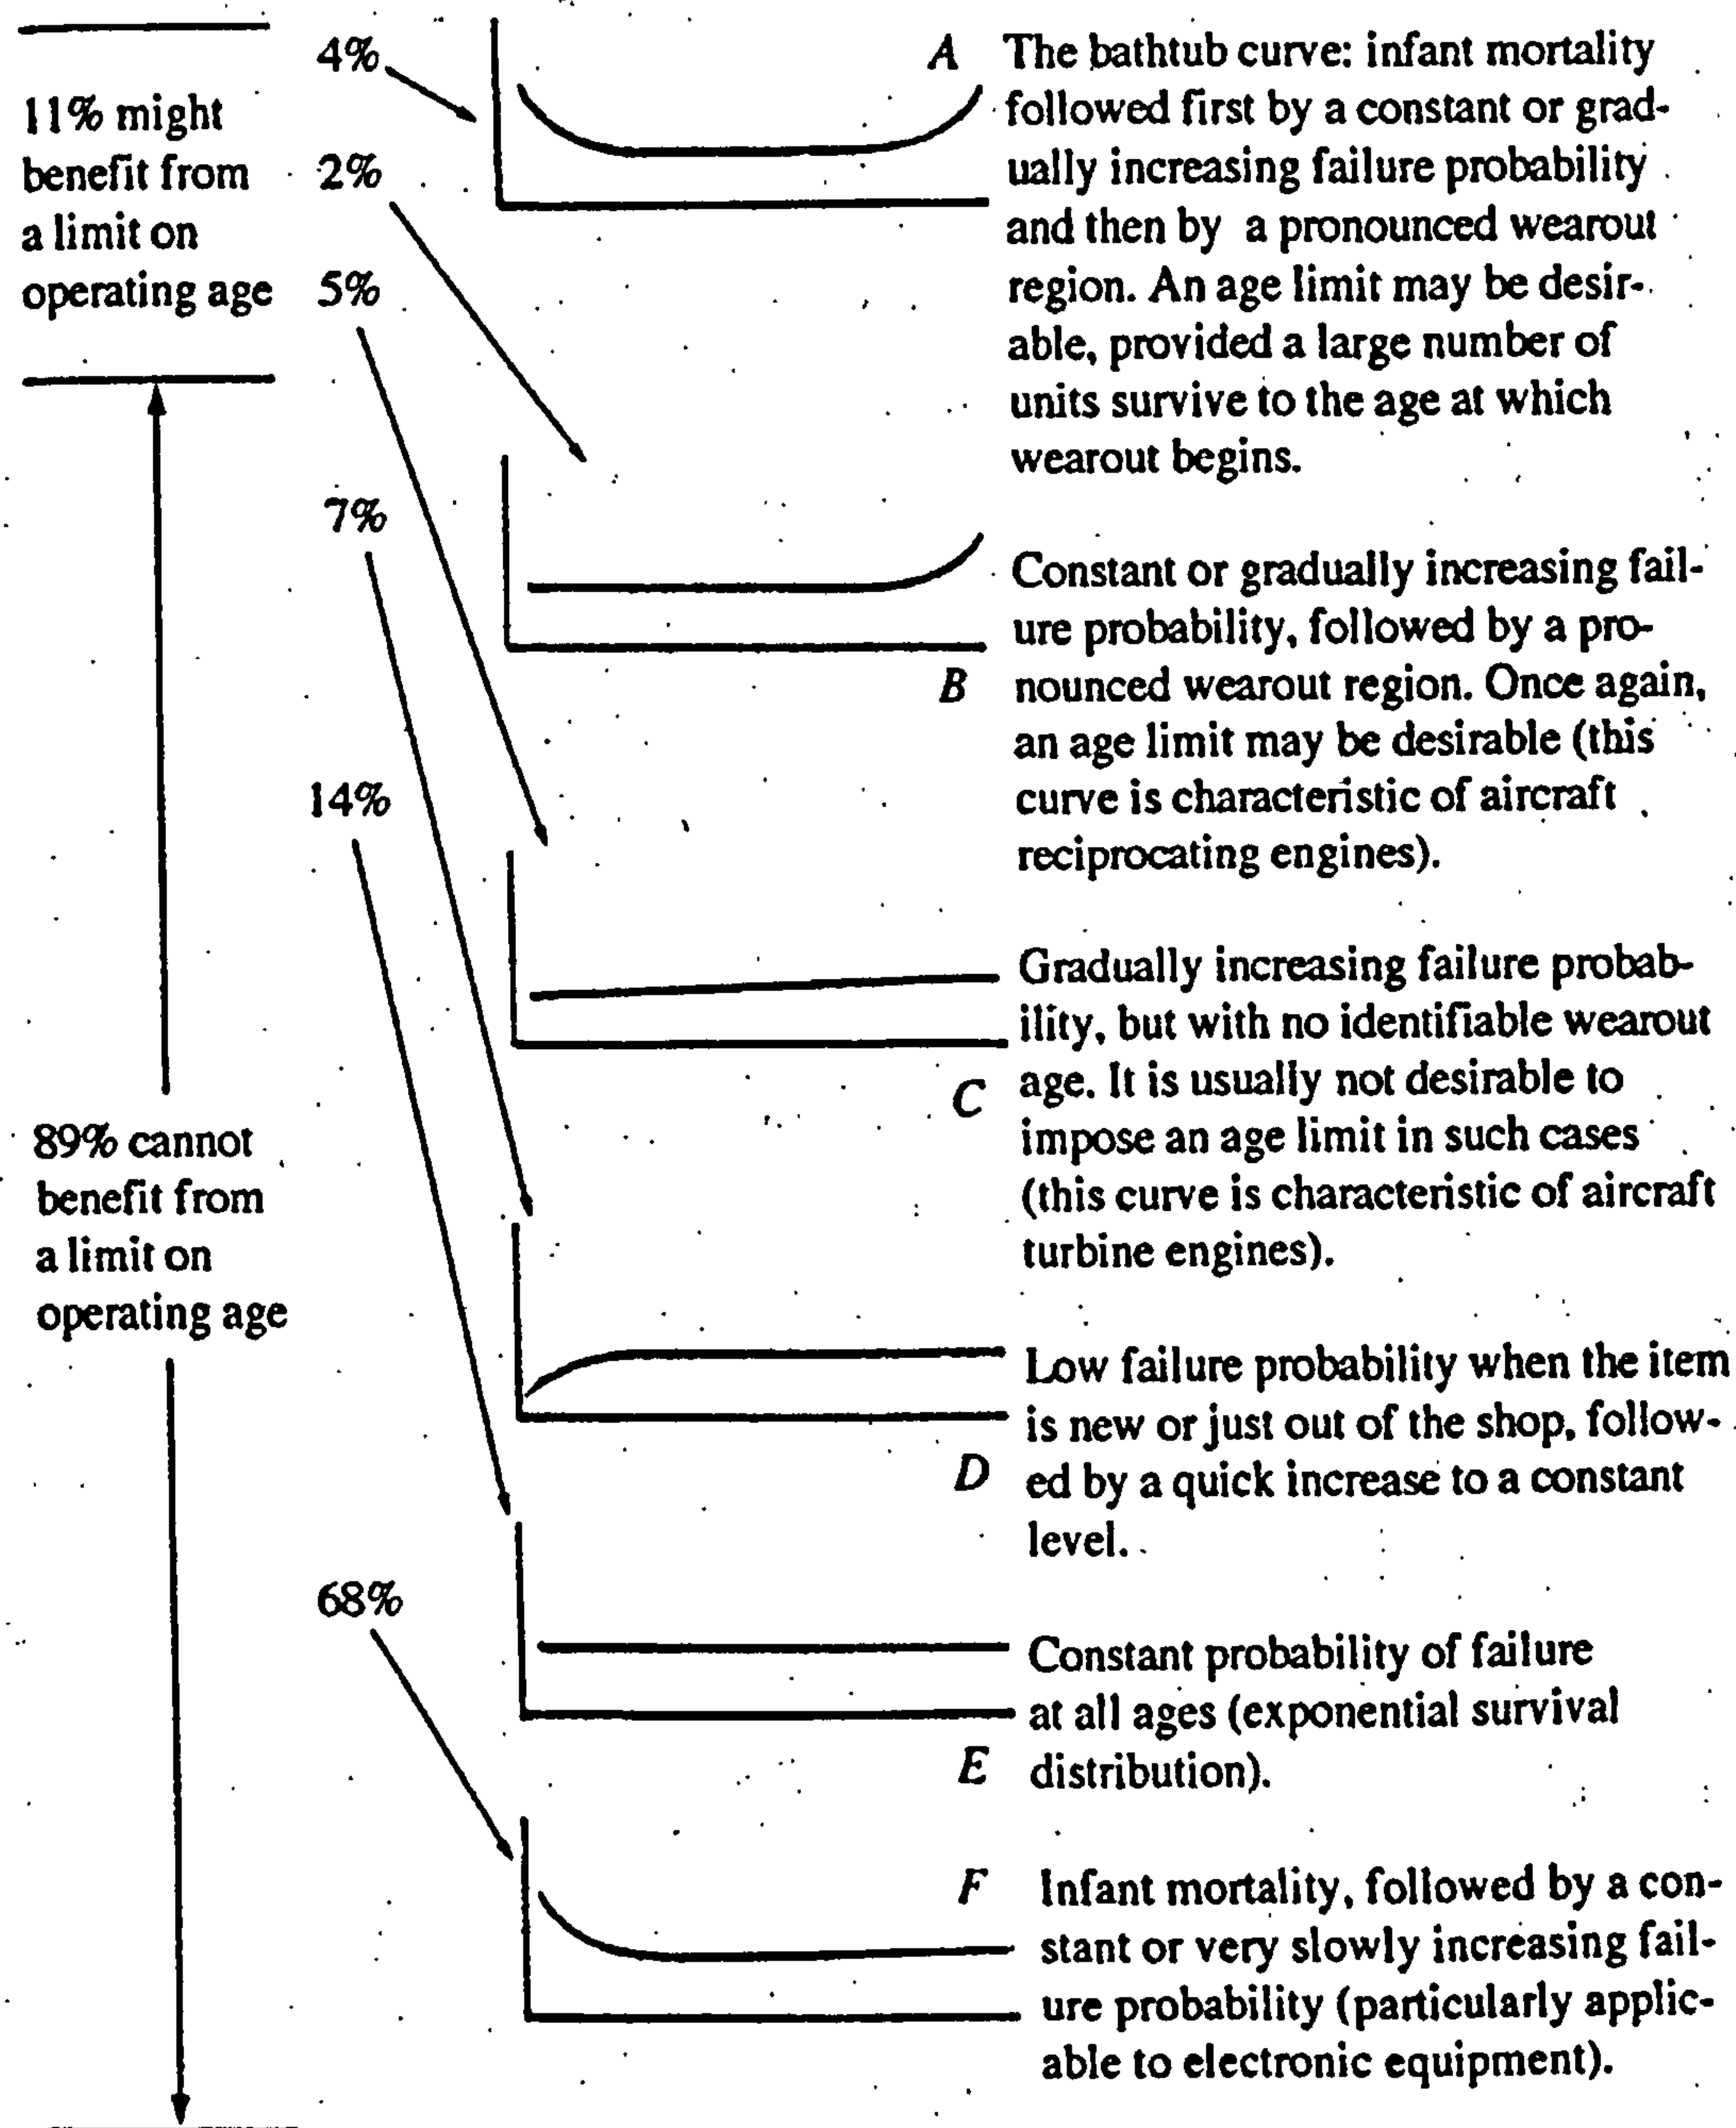 11% might
benefit from
a limit on
operating age
89% cannot
benefit from
a limit on
operating age
4%
2%
5%
7%
14%
68%
A The bathtub curve: infant mortality
followed first by a constant or grad-
ually increasing failure probability
and then by a pronounced wearout
region. An age limit may be desir-
able, provided a large number of
units survive to the age at which
wearout begins.
Constant or gradually increasing fail-
ure probability, followed by a pro-
B nounced wearout region. Once again,
an age limit may be desirable (this
curve is characteristic of aircraft
reciprocating engines).
Gradually increasing failure probab-
ility, but with no identifiable wearout
C age. It is usually not desirable to
impose an age limit in such cases
(this curve is characteristic of aircraft
turbine engines).
Low failure probability when the item
is new or just out of the shop, follow-
D ed by a quick increase to a constant
level.
Constant probability of failure
at all ages (exponential survival
E distribution).
F Infant mortality, followed by a con-
stant or very slowly increasing fail-
ure probability (particularly applic-
able to electronic equipment).